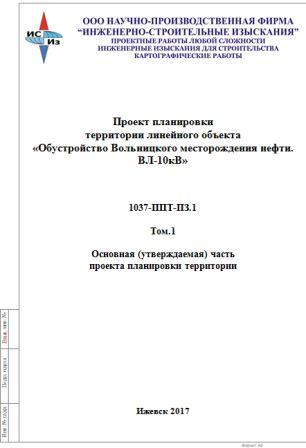 ИС
Из
ООО НАУЧНО-ПРОИЗВОДСТВЕННАЯ ФИРМА
“ИНЖЕНЕРНО-СТРОИТЕЛЬНЫЕ ИЗЫСКАНИЯ”
ПРОЕКТНЫЕ РАБОТЫ ЛЮБОЙ СЛОЖНОСТИ
ИНЖЕНЕРНЫЕ ИЗЫСКАНИЯ ДЛЯ СТРОИТЕЛЬСТВА
КАРТОГРАФИЧЕСКИЕ РАБОТЫ
Проект планировки
территории линейного объекта
«Обустройство Вольницкого месторождения нефти.
ВЛ-10кВ»
1037-ППТ-ПЗ.1
Том.1
Основная (утверждаемая) часть
проекта планировки территории
Взам. инв №
Подп. и дата
Инв № подл
Ижевск 2017